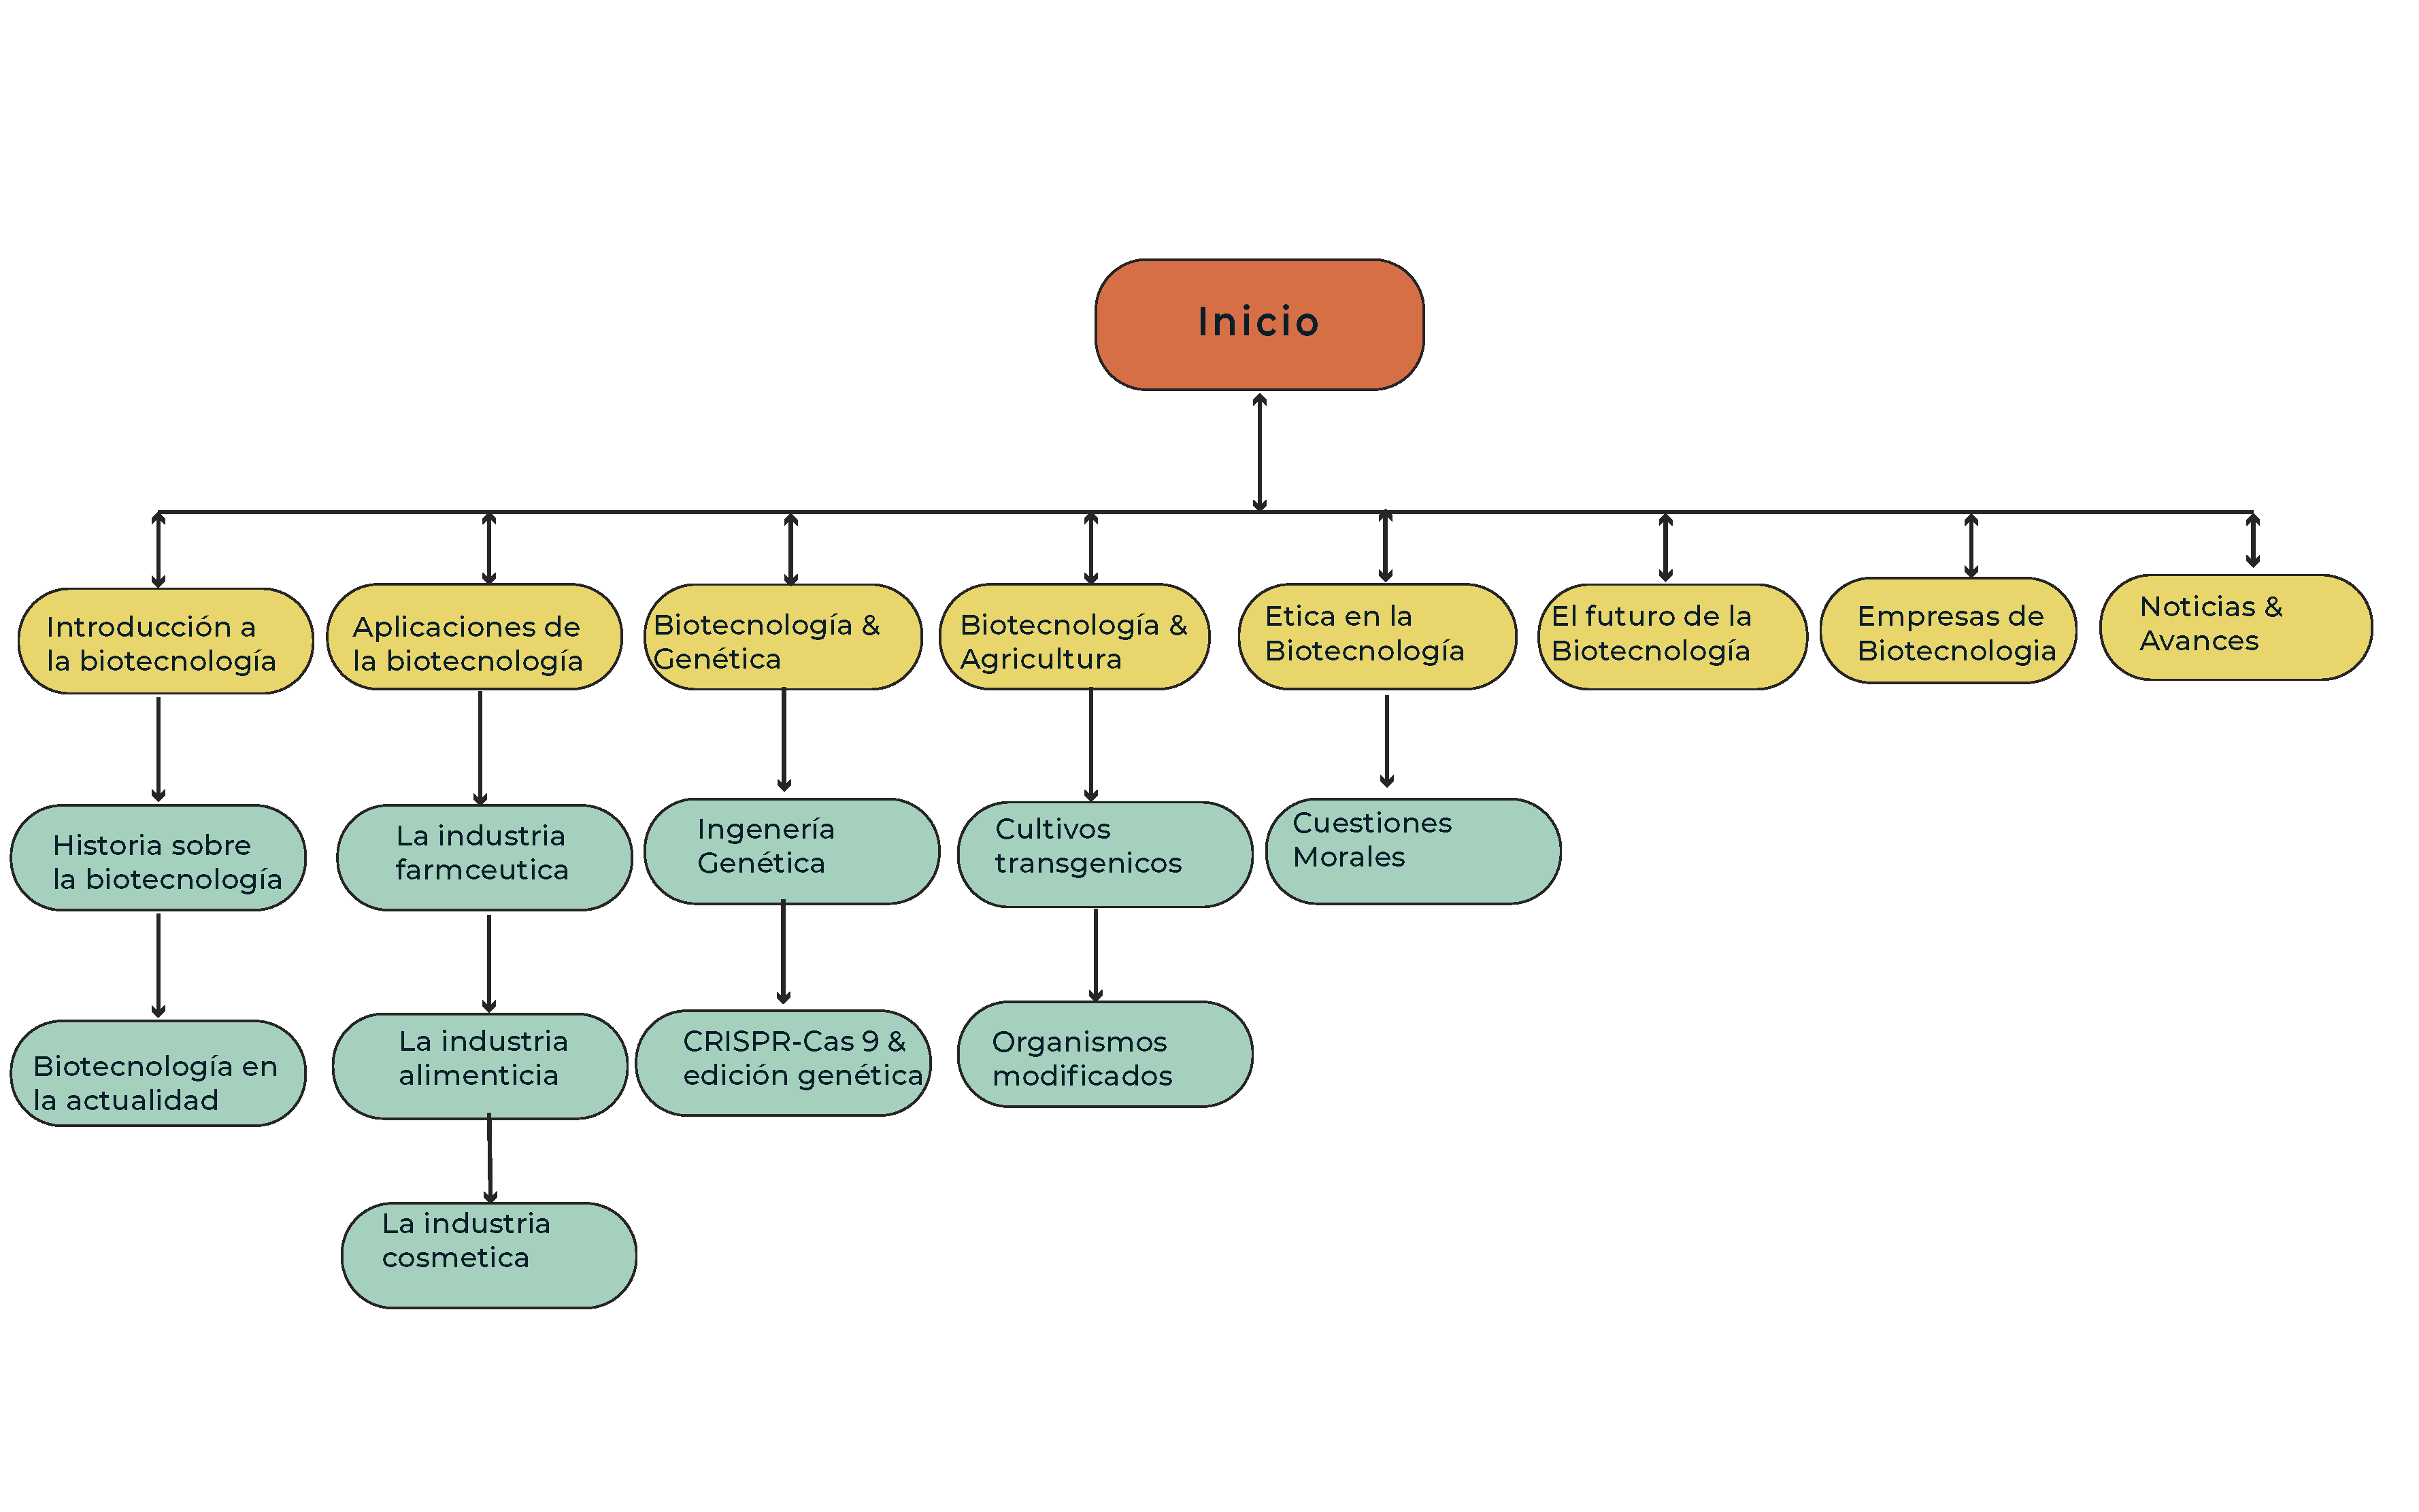 Inicio
Introducción a
la biotecnología
Aplicaciones de
la biotecnología
Biotecnología &
Genética
Biotecnología &
Agricultura
Etica en la
Biotecnología
El futuro de la
Biotecnología
Empresas de
Biotecnologia
Noticias &
Avances
Historia sobre
la biotecnología
La industria
farmceutica
Ingenería
Genética
Cultivos
transgenicos
Cuestiones
Morales
Biotecnología en
la actualidad
La industria
alimenticia
CRISPR-Cas 9 &
edición genética
Organismos
modificados
La industria
cosmetica